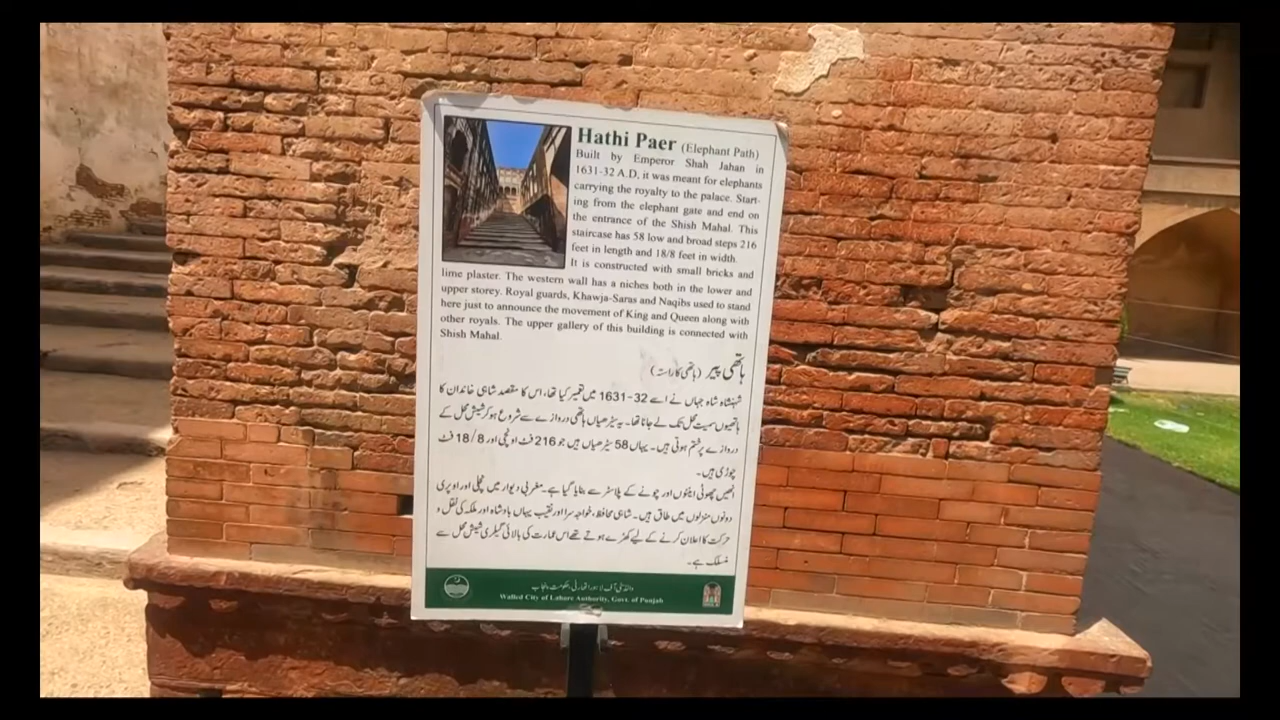 Hathi Paer (Elephant Path)
Built by Emperor Shah Jahan in
1631-32 A.D, it was meant for elephants
carrying the royalty to the palace. Start-
ing from the elephant gate and end on
the entrance of the Shish Mahal. This
staircase has 58 low and broad steps 216
feet in length and 18/8 feet in width.
It is constructed with small bricks and
lime plaster. The western wall has a niches both in the lower and
upper storey. Royal guards, Khawja-Saras and Naqibs used to stand
here just to announce the movement of King and Queen along with
other royals. The upper gallery of this building is connected with
Shish Mahal.
ہاتھی پیر (ہاتھی کا راستہ)
شہنشاہ شاہ جہاں نے اسے 32-1631 میں تعمیر کیا تھا، اس کا مقصد شاہی خاندان کا
ہاتھیوں سمیت محل تک لے جانا تھا۔ یہ سیڑھیاں ہاتھی دروازے سے شروع ہو کر شیش محل کے
دروازے پر ختم ہوتی ہیں۔ یہاں 58 سیڑھیاں ہیں جو 216 فٹ اونچی اور 18/8 فٹ
چوڑی ہیں۔
انھیں چھوٹی اینٹوں اور چونے کے پلاسٹر سے بنایا گیا ہے۔ مغربی دیوار میں نچلی اور اوپری
دونوں منزلوں میں طاق ہیں۔ شاہی محافظ، خواجہ سرا اور نقیب یہاں بادشاہ اور ملکہ کی نقل و
حرکت کا اعلان کرنے کے لیے کھڑے ہوتے تھے اس عمارت کی بالائی گیلری شیش محل سے
منسلک ہے۔
والڈ سٹی آف لاہور اتھارٹی، حکومت پنجاب
Walled City of Lahore Authority, Govt. of Punjab